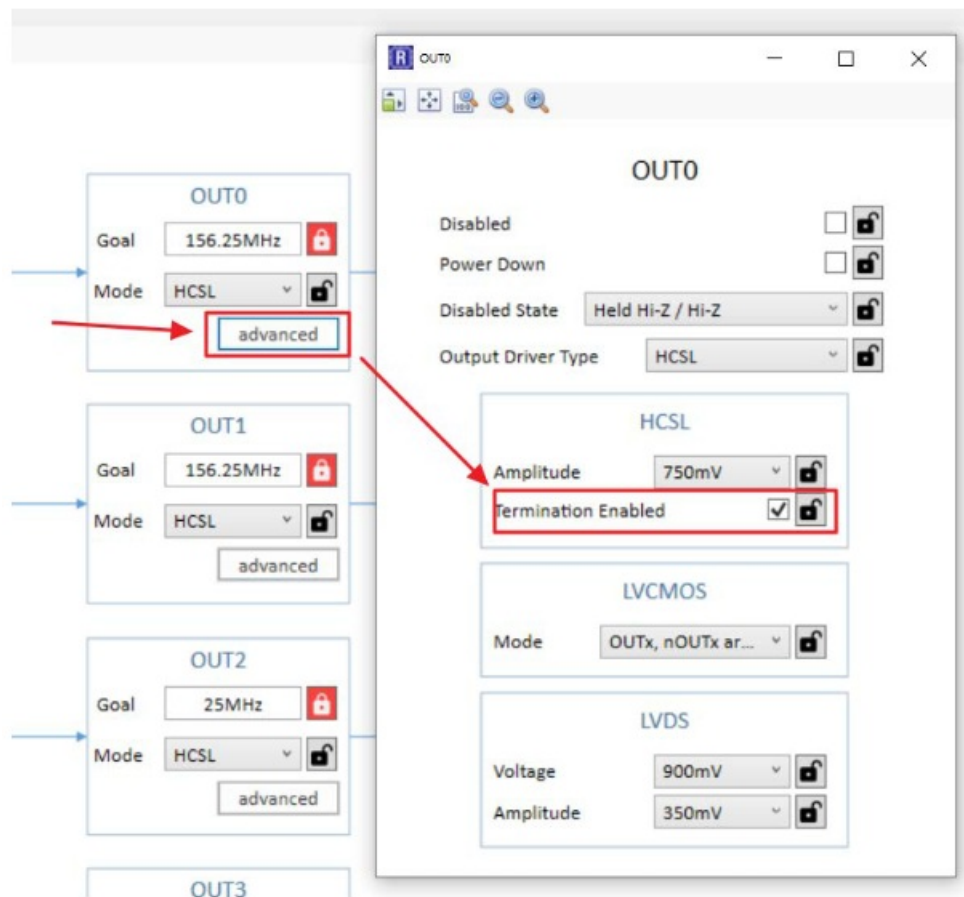 OUT0
Goal 156.25MHz
Mode HCSL
advanced
OUT1
Goal 156.25MHz
Mode HCSL
advanced
OUT2
Goal 25MHz
Mode HCSL
advanced
OUT3
R OUT0
100
OUT0
Disabled
Power Down
Disabled State Held Hi-Z / Hi-Z
Output Driver Type HCSL
HCSL
Amplitude 750mV
Termination Enabled
LVCMOS
Mode OUTx, nOUTx ar...
LVDS
Voltage 900mV
Amplitude 350mV